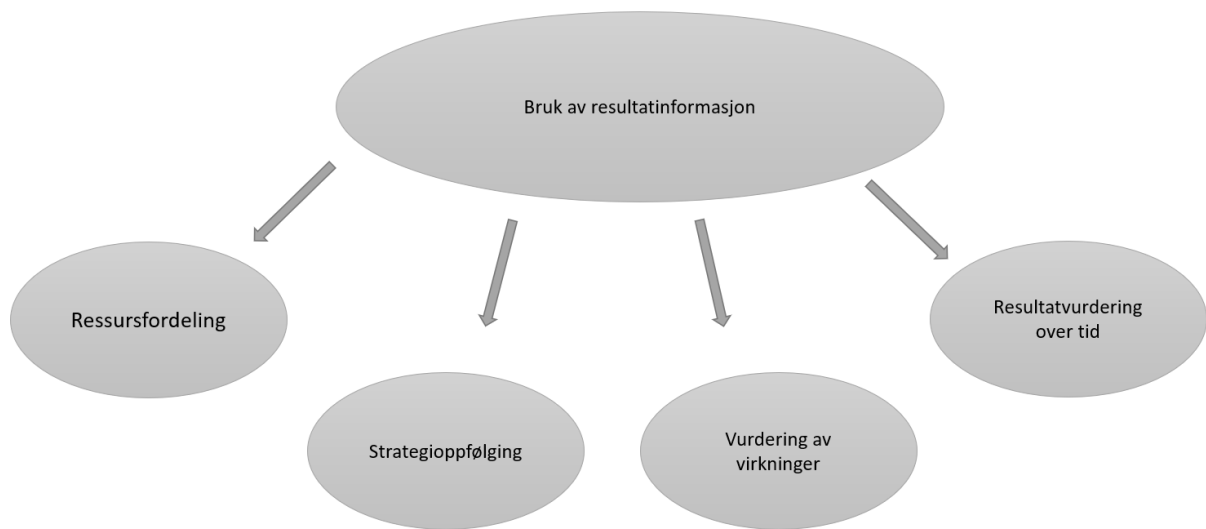 Bruk av resultatinformasjon
Ressursfordeling
Strategioppfølging
Vurdering av
virkninger
Resultatvurdering
over tid